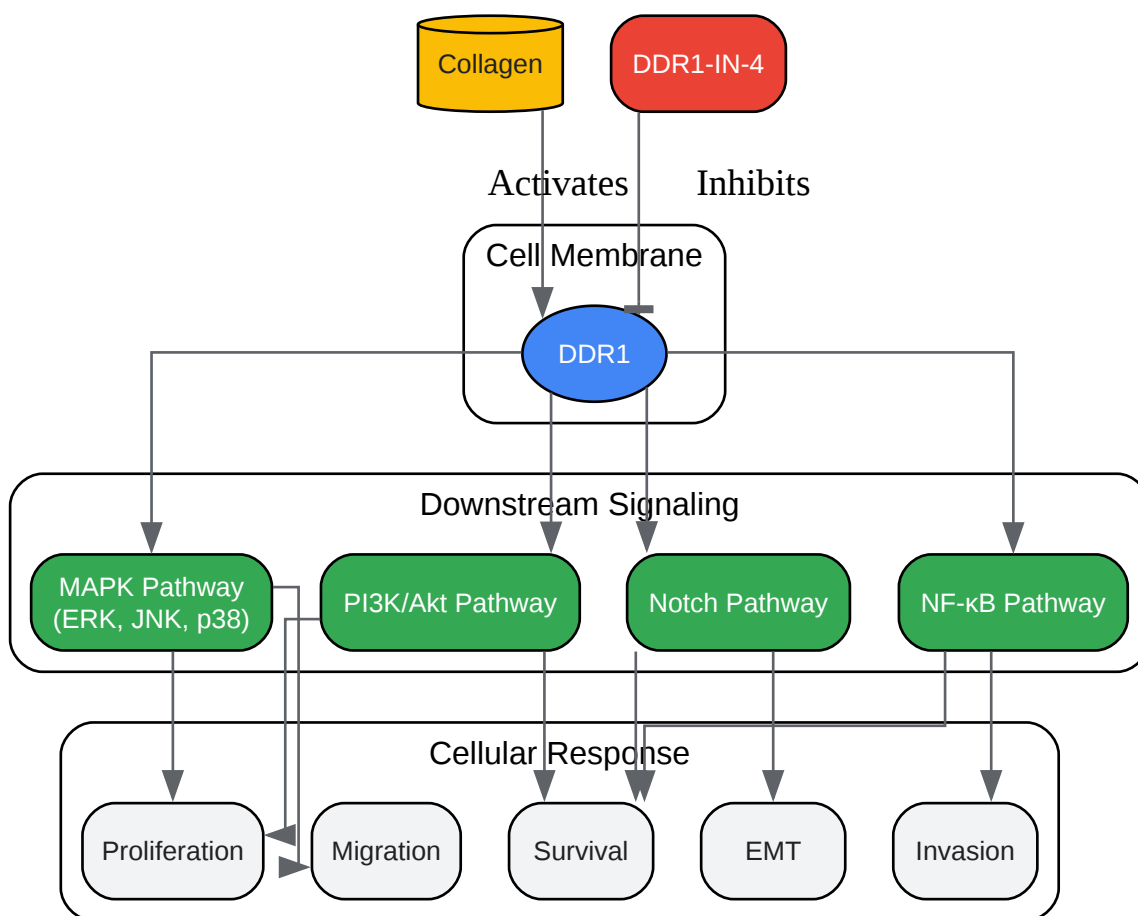 Collagen
DDR1-IN-4
Activates
Inhibits
Cell Membrane
DDR1
Downstream Signaling
MAPK Pathway
(ERK, JNK, p38)
PI3K/Akt Pathway
Notch Pathway
NF-κB Pathway
Cellular Response
Proliferation
Migration
Survival
EMT
Invasion